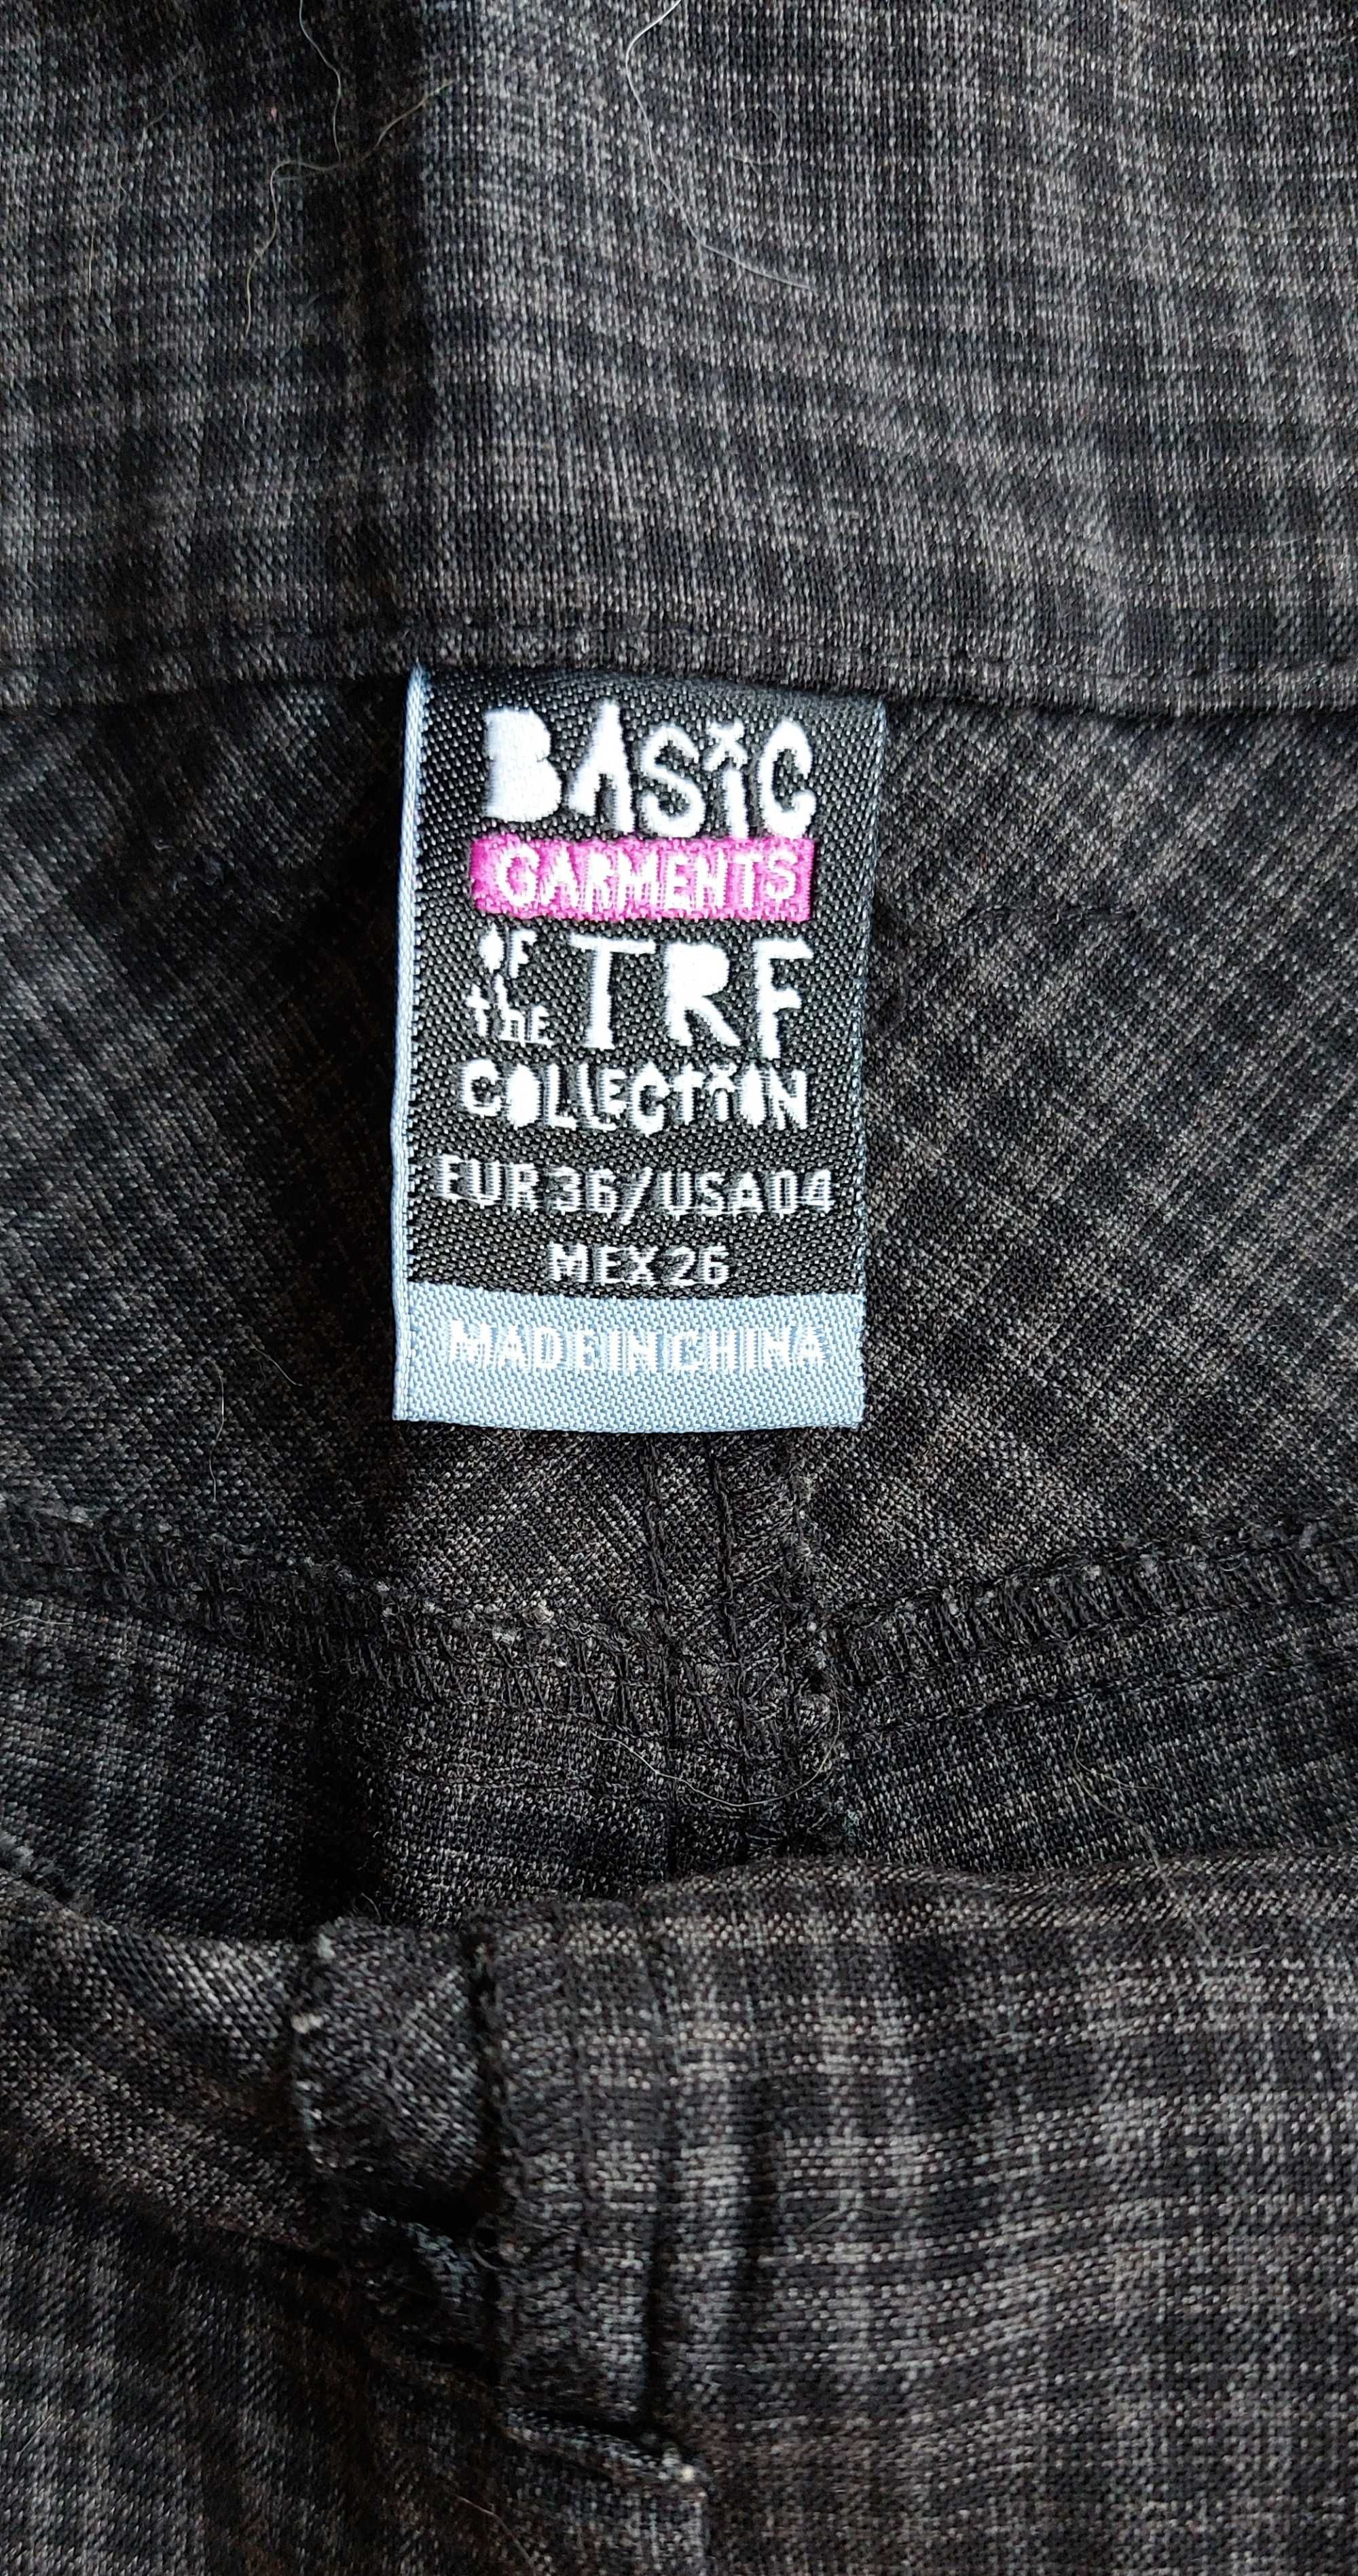 BASiC
GARMENTS
OF the TRF
COLLECTiON
EUR 36/USA 04
MEX 26
MADE IN CHINA